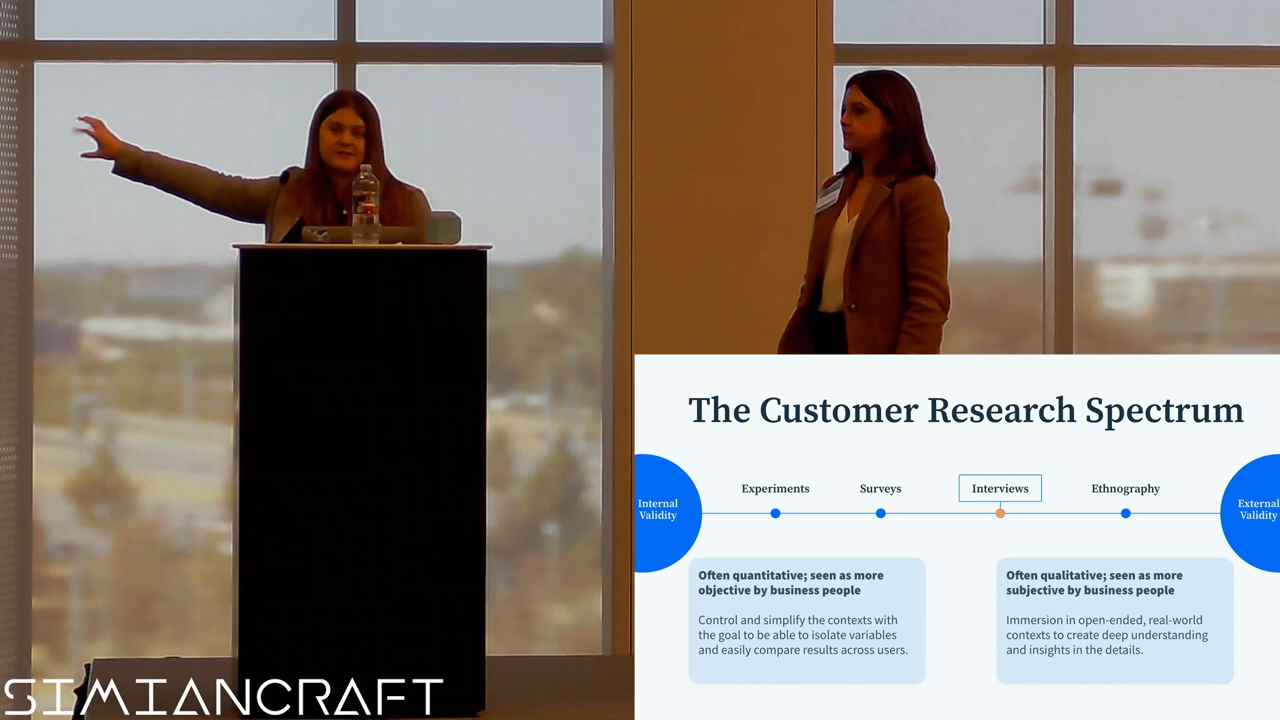 SIMIANCRAFT
The Customer Research Spectrum
Experiments
Surveys
Interviews
Ethnography
Internal
Validity
External
Validity
Often quantitative; seen as more
objective by business people
Control and simplify the contexts with
the goal to be able to isolate variables
and easily compare results across users.
Often qualitative; seen as more
subjective by business people
Immersion in open-ended, real-world
contexts to create deep understanding
and insights in the details.